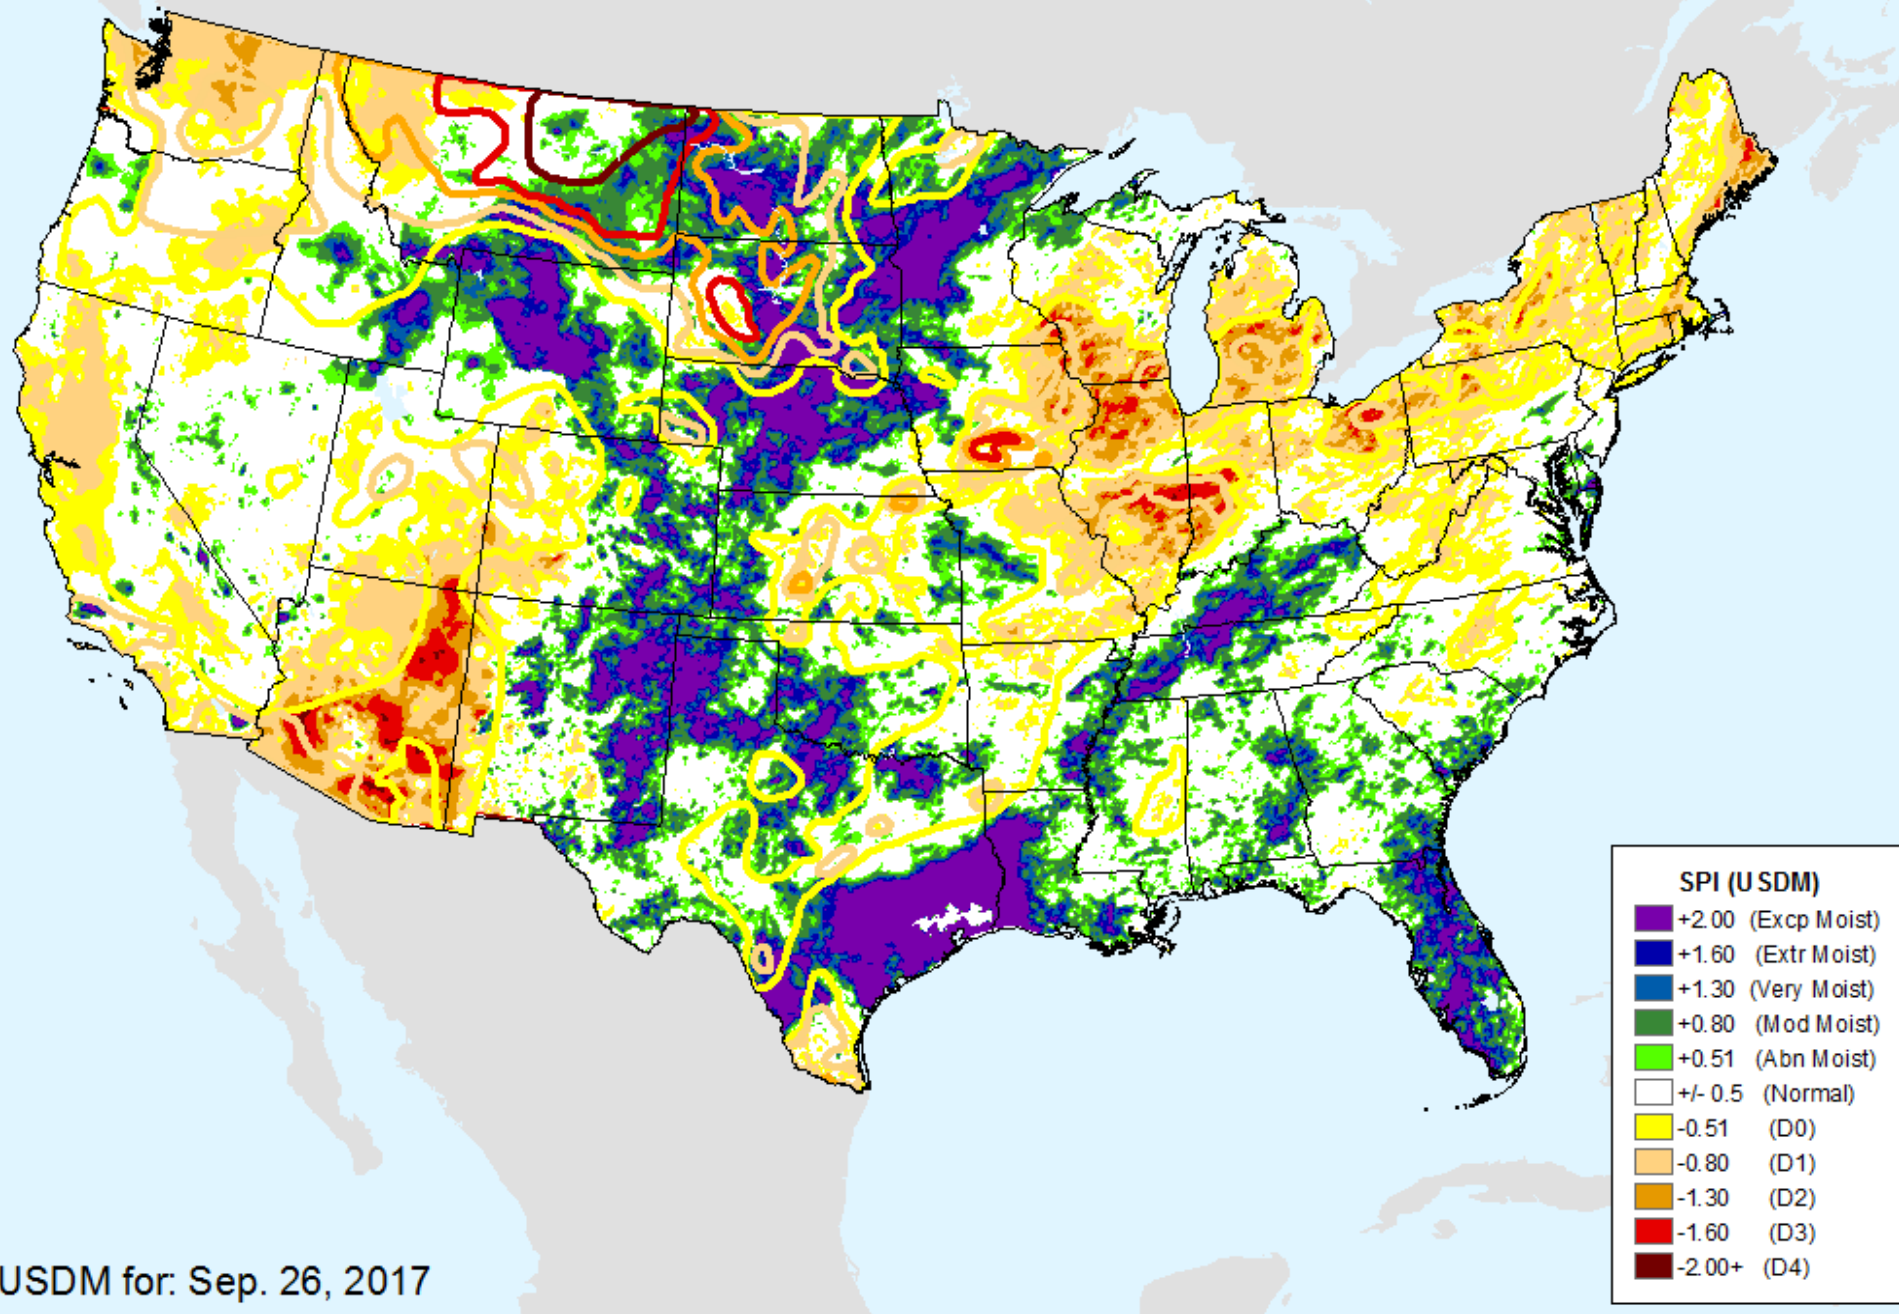 SPI (USDM)
+2.00 (Excp Moist)
+1.60 (Extr Moist)
+1.30 (Very Moist)
+0.80 (Mod Moist)
+0.51 (Abn Moist)
+/- 0.5 (Normal)
-0.51 (D0)
-0.80 (D1)
-1.30 (D2)
-1.60 (D3)
-2.00+ (D4)
USDM for: Sep. 26, 2017